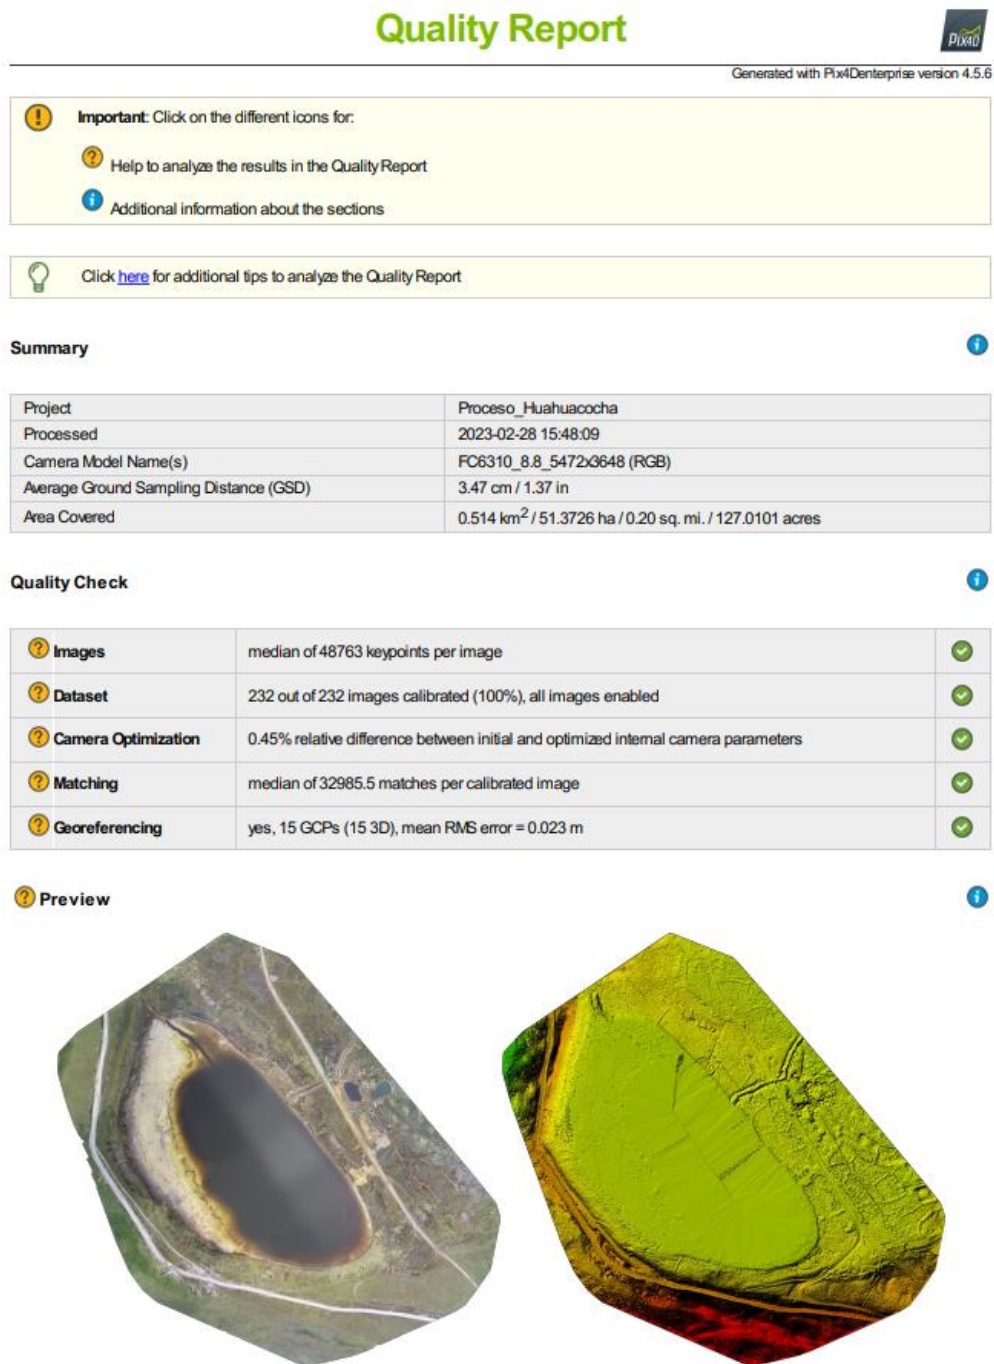 Quality Report
PIX4D
Generated with Pix4Denterprise version 4.5.6
Important: Click on the different icons for:
Help to analyze the results in the Quality Report
Additional information about the sections
Click here for additional tips to analyze the Quality Report
Summary
Project Proceso_Huahuacocha
Processed 2023-02-28 15:48:09
Camera Model Name(s) FC6310_8.8_5472x3648 (RGB)
Average Ground Sampling Distance (GSD) 3.47 cm / 1.37 in
Area Covered 0.514 km² / 51.3726 ha / 0.20 sq. mi. / 127.0101 acres
Quality Check
Images median of 48763 keypoints per image
Dataset 232 out of 232 images calibrated (100%), all images enabled
Camera Optimization 0.45% relative difference between initial and optimized internal camera parameters
Matching median of 32985.5 matches per calibrated image
Georeferencing yes, 15 GCPs (15 3D), mean RMS error = 0.023 m
Preview